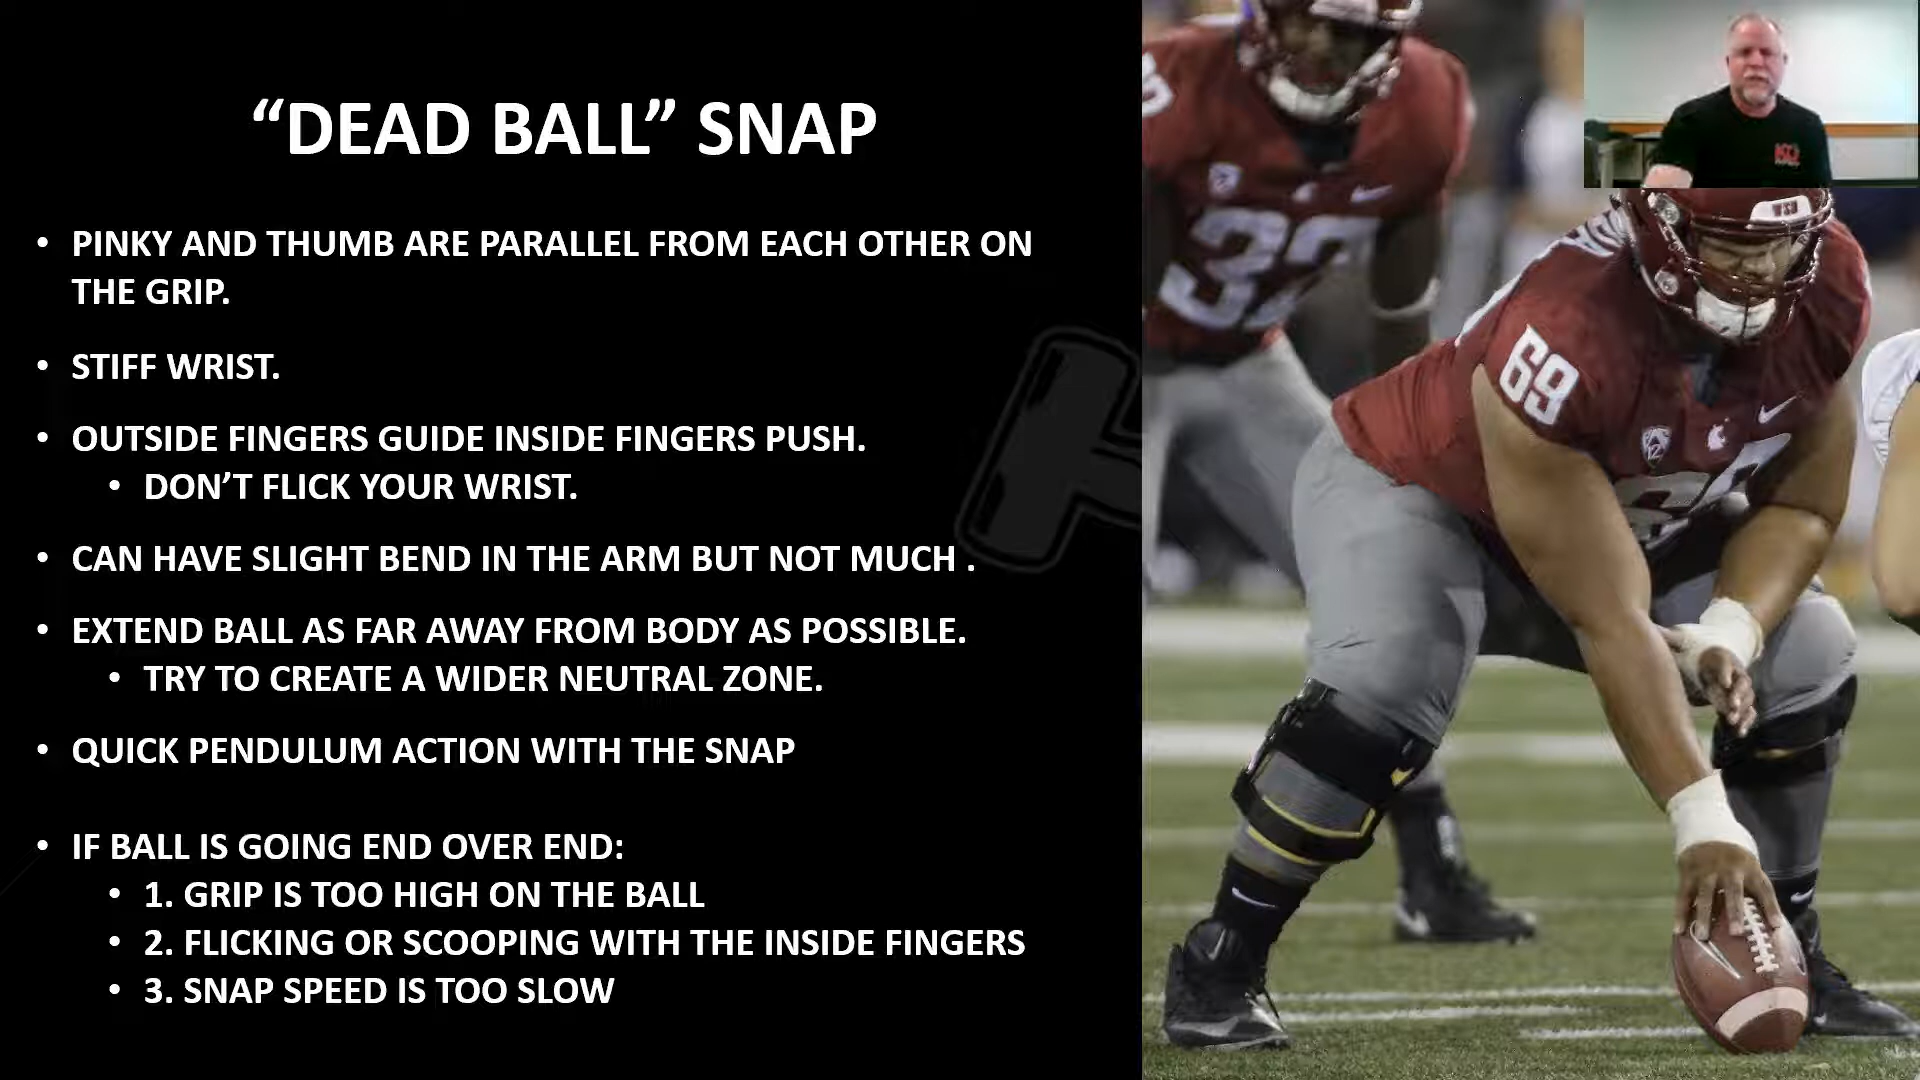 “DEAD BALL” SNAP
• PINKY AND THUMB ARE PARALLEL FROM EACH OTHER ON
THE GRIP.
• STIFF WRIST.
• OUTSIDE FINGERS GUIDE INSIDE FINGERS PUSH.
• DON’T FLICK YOUR WRIST.
• CAN HAVE SLIGHT BEND IN THE ARM BUT NOT MUCH .
• EXTEND BALL AS FAR AWAY FROM BODY AS POSSIBLE.
• TRY TO CREATE A WIDER NEUTRAL ZONE.
• QUICK PENDULUM ACTION WITH THE SNAP
• IF BALL IS GOING END OVER END:
• 1. GRIP IS TOO HIGH ON THE BALL
• 2. FLICKING OR SCOOPING WITH THE INSIDE FINGERS
• 3. SNAP SPEED IS TOO SLOW
WSU
69